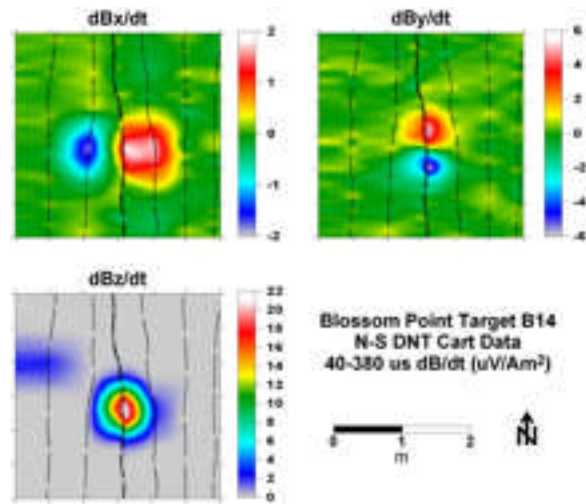 dBx/dt
2
1
0
-1
-2
dBy/dt
6
4
2
0
-2
-4
-6
dBz/dt
22
20
18
16
14
12
10
8
6
4
2
0
Blossom Point Target B14
N-S DNT Cart Data
40-380 us dB/dt (uV/Am²)
0 1 2
m
N